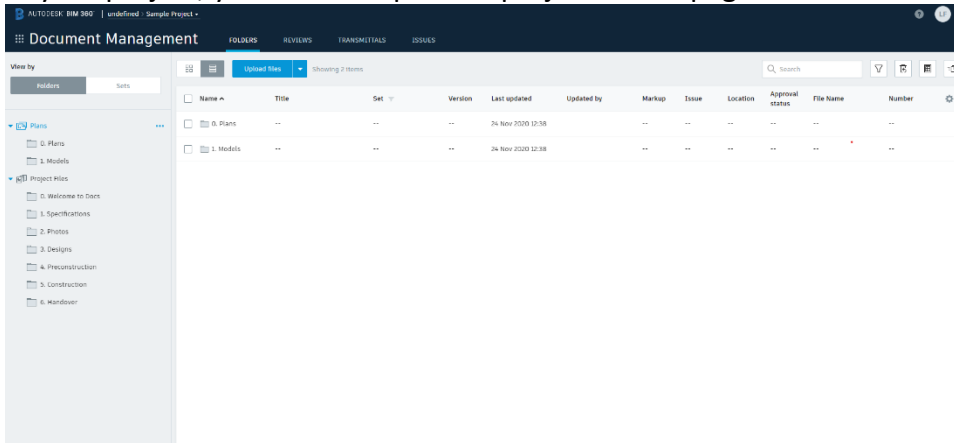 AUTODESK BIM 360° | undefined : Sample Project
LF
Document Management FOLDERS REVIEWS TRANSMITTALS ISSUES
View by
Folders Sets
Upload files Showing 2 items Search
Name Title Set Version Last updated Updated by Markup Issue Location Approval status File Name Number
Plans
0. Plans -- -- -- 24 Nov 2020 12:38 -- -- -- -- -- --
1. Models -- -- -- 24 Nov 2020 12:38 -- -- -- -- -- --
0. Plans
1. Models
Project Files
0. Welcome to Docs
1. Specifications
2. Photos
3. Designs
4. Preconstruction
5. Construction
6. Handover